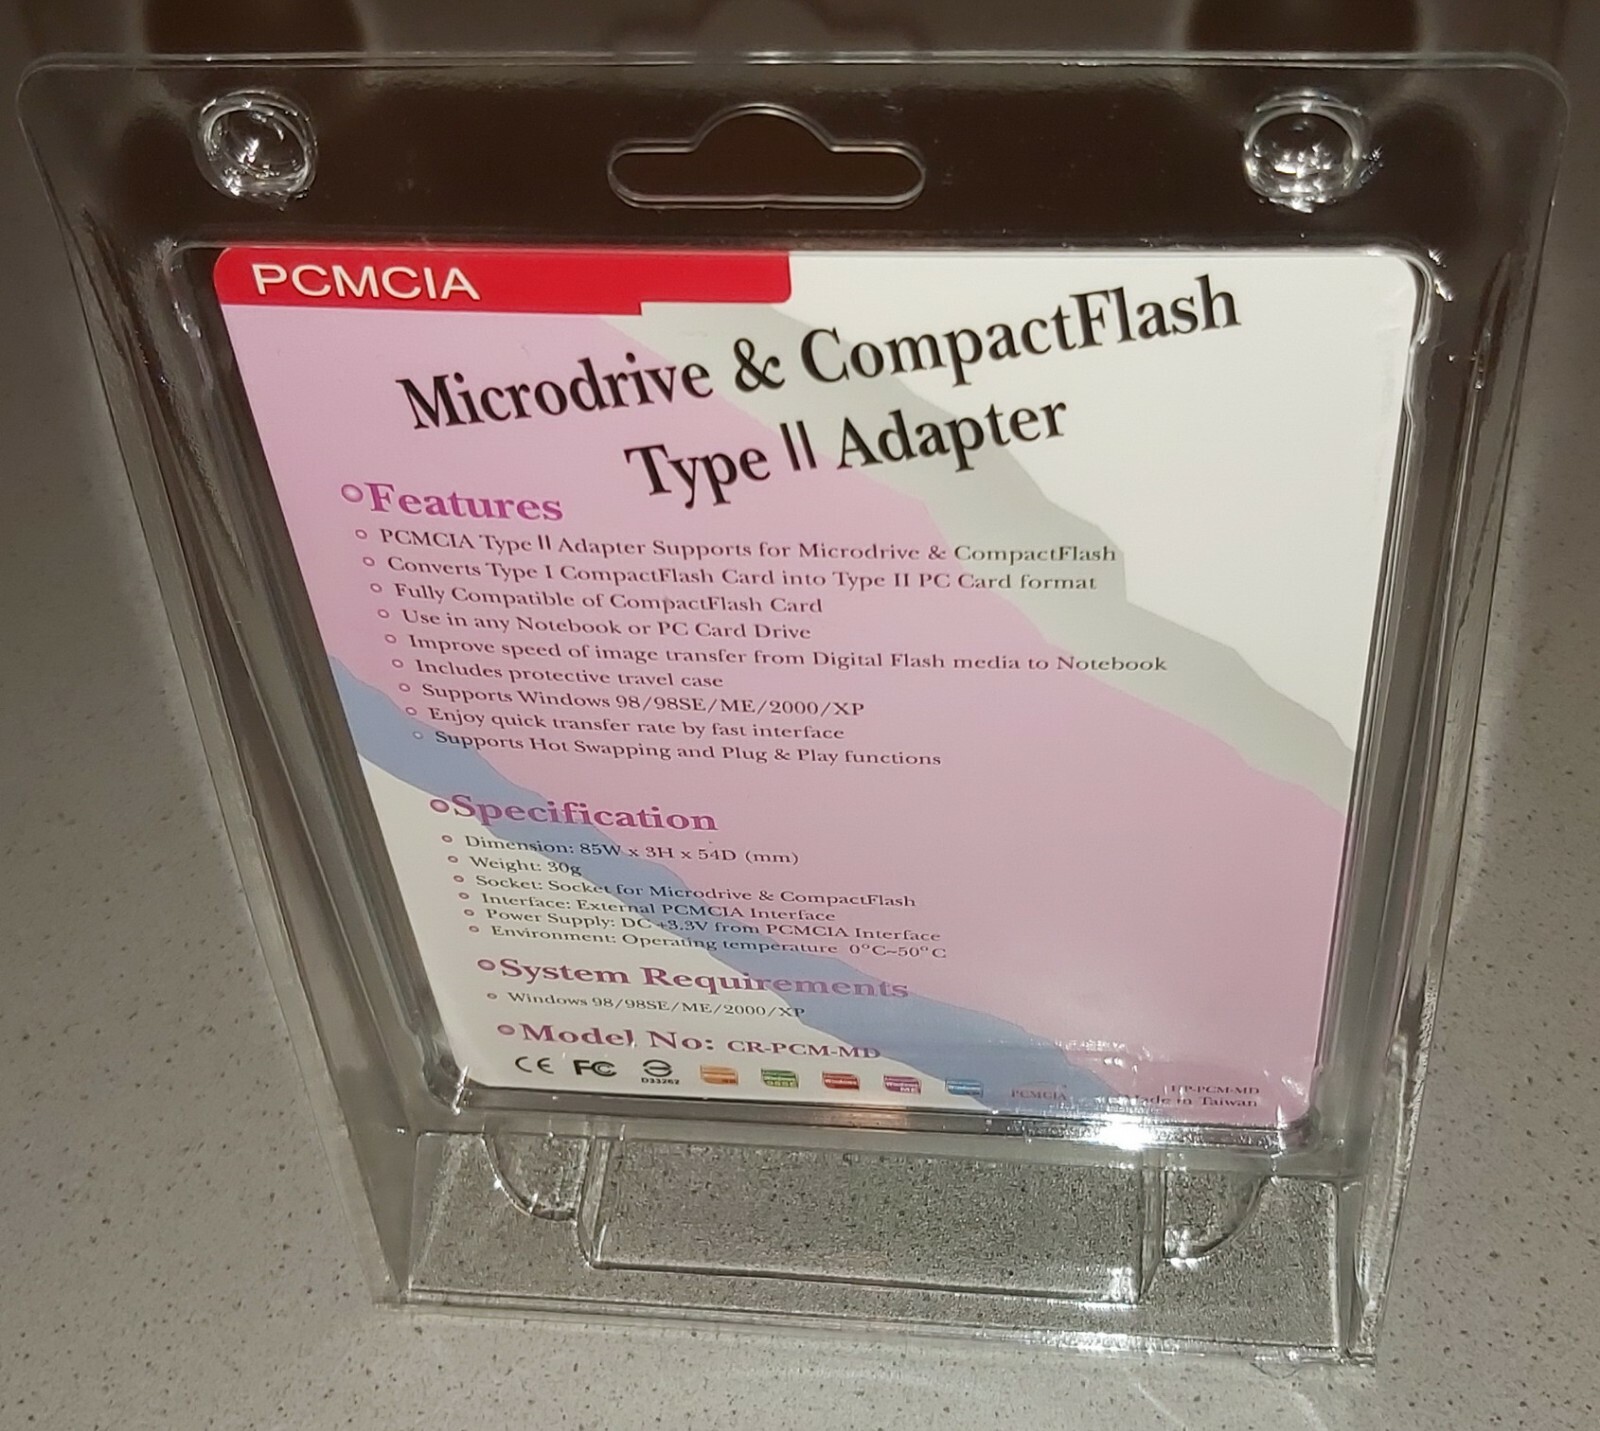 PCMCIA
Microdrive & CompactFlash
Type II Adapter
Features
PCMCIA Type II Adapter Supports for Microdrive & CompactFlash
Converts Type I CompactFlash Card into Type II PC Card format
Fully Compatible of CompactFlash Card
Use in any Notebook or PC Card Drive
Improve speed of image transfer from Digital Flash media to Notebook
Includes protective travel case
Supports Windows 98/98SE/ME/2000/XP
Enjoy quick transfer rate by fast interface
Supports Hot Swapping and Plug & Play functions
Specification
Dimension: 85W x 3H x 54D (mm)
Weight: 30g
Socket: Socket for Microdrive & CompactFlash
Interface: External PCMCIA Interface
Power Supply: DC +3.3V from PCMCIA Interface
Environment: Operating temperature 0°C~50°C
System Requirements
Windows 98/98SE/ME/2000/XP
Model No: CR-PCM-MD
CE FC D33267 PCMCIA
Made in Taiwan